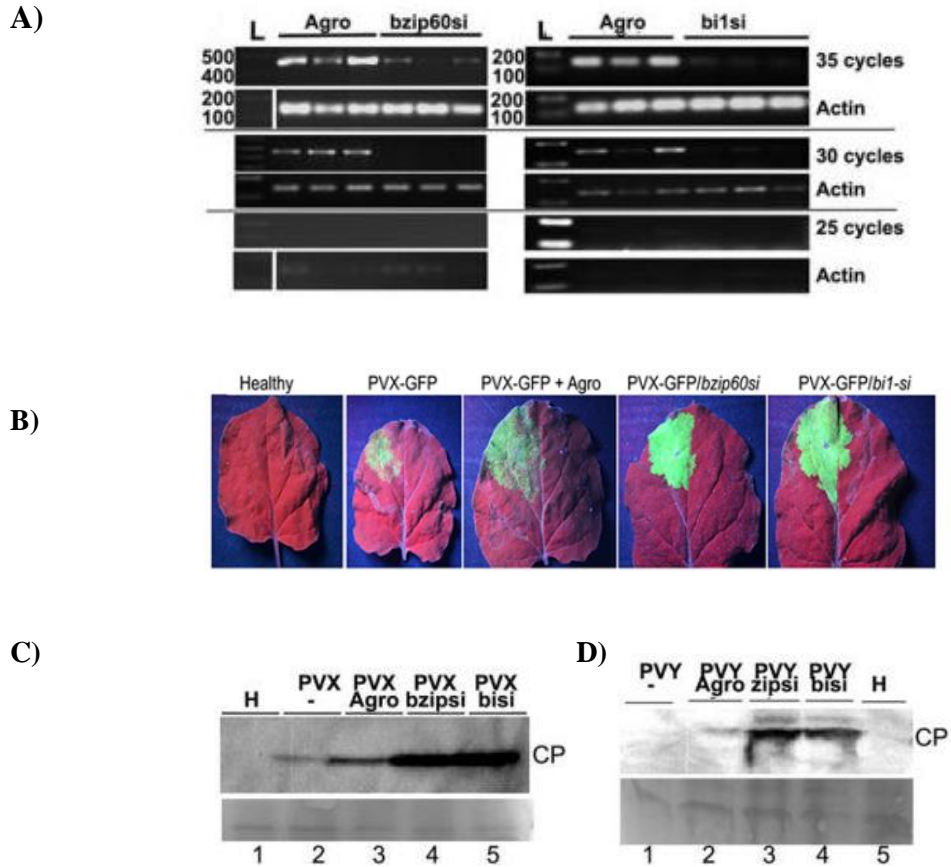 A)
L Agro bzip60si L Agro bi1si
500 200 35 cycles
400 100
200 200 Actin
100 100
30 cycles
Actin
25 cycles
Actin
B)
Healthy PVX-GFP PVX-GFP + Agro PVX-GFP/bzip60si PVX-GFP/bi1-si
C)
H PVX - PVX Agro PVX bzipsi PVX bisi
CP
1 2 3 4 5
D)
PVY - PVY Agro PVY zipsi PVY bisi H
CP
1 2 3 4 5